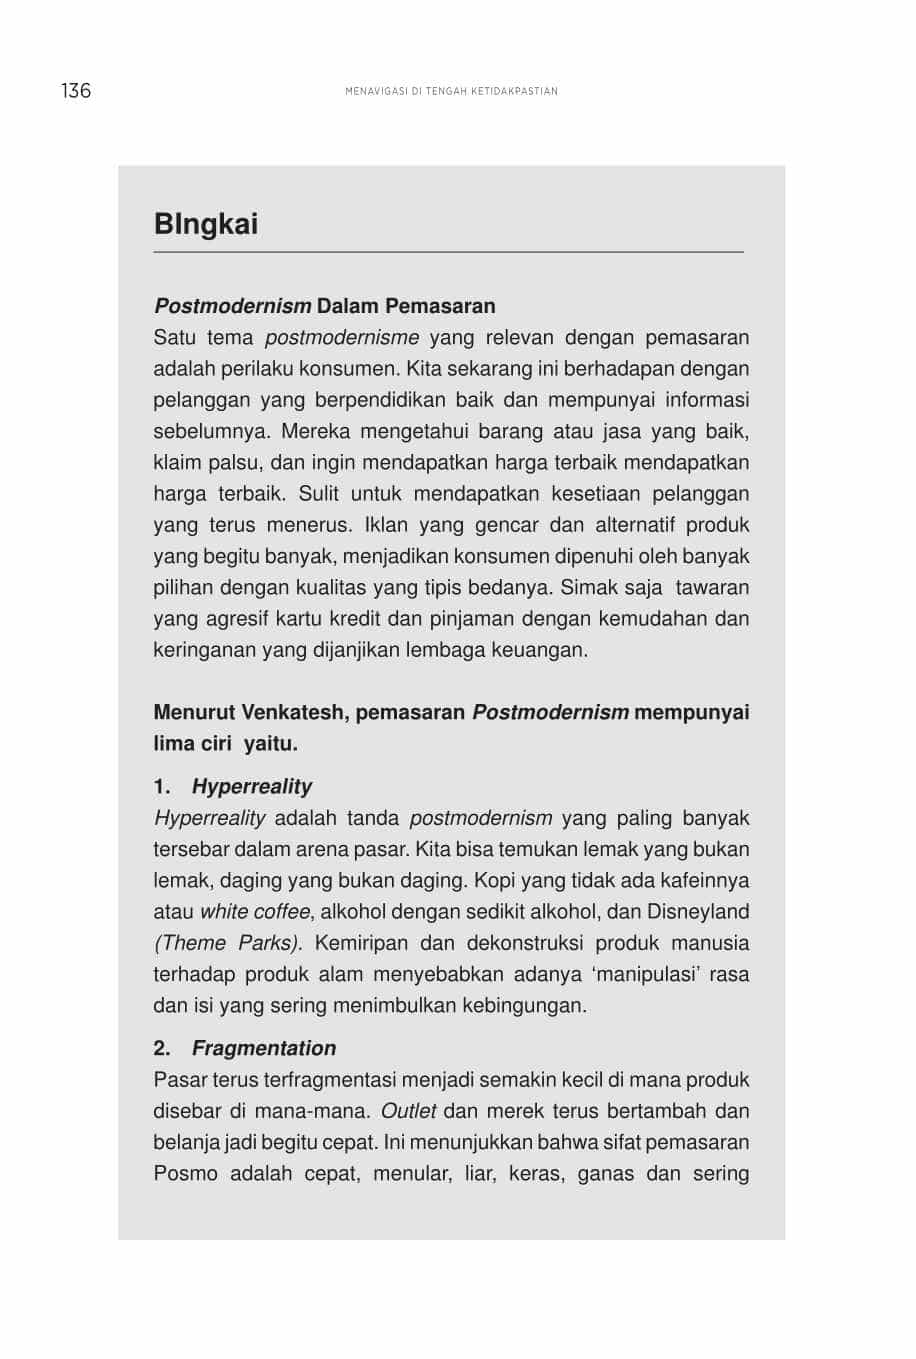 136
MENAVIGASI DI TENGAH KETIDAKPASTIAN
BIngkai
Postmodernism Dalam Pemasaran
Satu tema postmodernisme yang relevan dengan pemasaran
adalah perilaku konsumen. Kita sekarang ini berhadapan dengan
pelanggan yang berpendidikan baik dan mempunyai informasi
sebelumnya. Mereka mengetahui barang atau jasa yang baik,
klaim palsu, dan ingin mendapatkan harga terbaik mendapatkan
harga terbaik. Sulit untuk mendapatkan kesetiaan pelanggan
yang terus menerus. Iklan yang gencar dan alternatif produk
yang begitu banyak, menjadikan konsumen dipenuhi oleh banyak
pilihan dengan kualitas yang tipis bedanya. Simak saja  tawaran
yang agresif kartu kredit dan pinjaman dengan kemudahan dan
keringanan yang dijanjikan lembaga keuangan.
Menurut Venkatesh, pemasaran Postmodernism mempunyai
lima ciri  yaitu.
1. Hyperreality
Hyperreality adalah tanda postmodernism yang paling banyak
tersebar dalam arena pasar. Kita bisa temukan lemak yang bukan
lemak, daging yang bukan daging. Kopi yang tidak ada kafeinnya
atau white coffee, alkohol dengan sedikit alkohol, dan Disneyland
(Theme Parks). Kemiripan dan dekonstruksi produk manusia
terhadap produk alam menyebabkan adanya ‘manipulasi’ rasa
dan isi yang sering menimbulkan kebingungan.
2. Fragmentation
Pasar terus terfragmentasi menjadi semakin kecil di mana produk
disebar di mana-mana. Outlet dan merek terus bertambah dan
belanja jadi begitu cepat. Ini menunjukkan bahwa sifat pemasaran
Posmo adalah cepat, menular, liar, keras, ganas dan sering